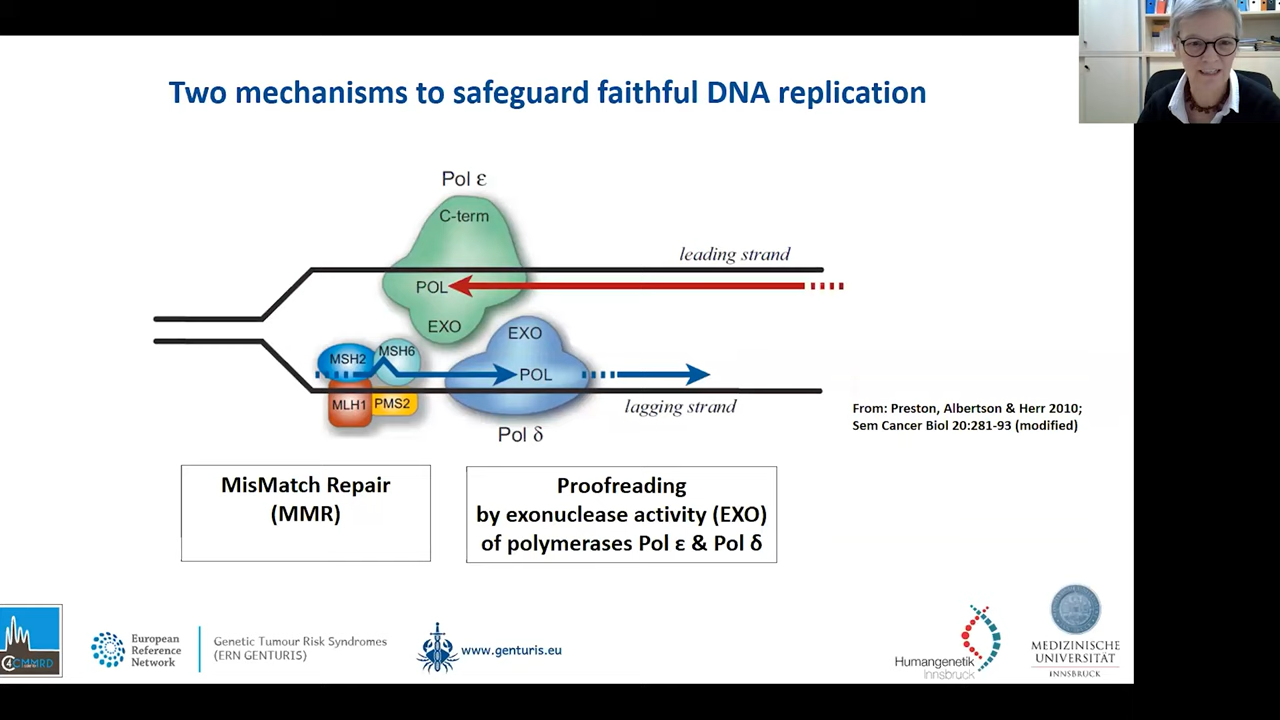 Two mechanisms to safeguard faithful DNA replication
Pol ε
C-term
leading strand
POL
EXO
EXO
MSH2
MSH6
POL
MLH1
PMS2
lagging strand
Pol δ
From: Preston, Albertson & Herr 2010;
Sem Cancer Biol 20:281-93 (modified)
MisMatch Repair
(MMR)
Proofreading
by exonuclease activity (EXO)
of polymerases Pol ε & Pol δ
C4CMMRD
European
Reference
Network
Genetic Tumour Risk Syndromes
(ERN GENTURIS)
www.genturis.eu
Humangenetik
Innsbruck
MEDIZINISCHE
UNIVERSITÄT
INNSBRUCK